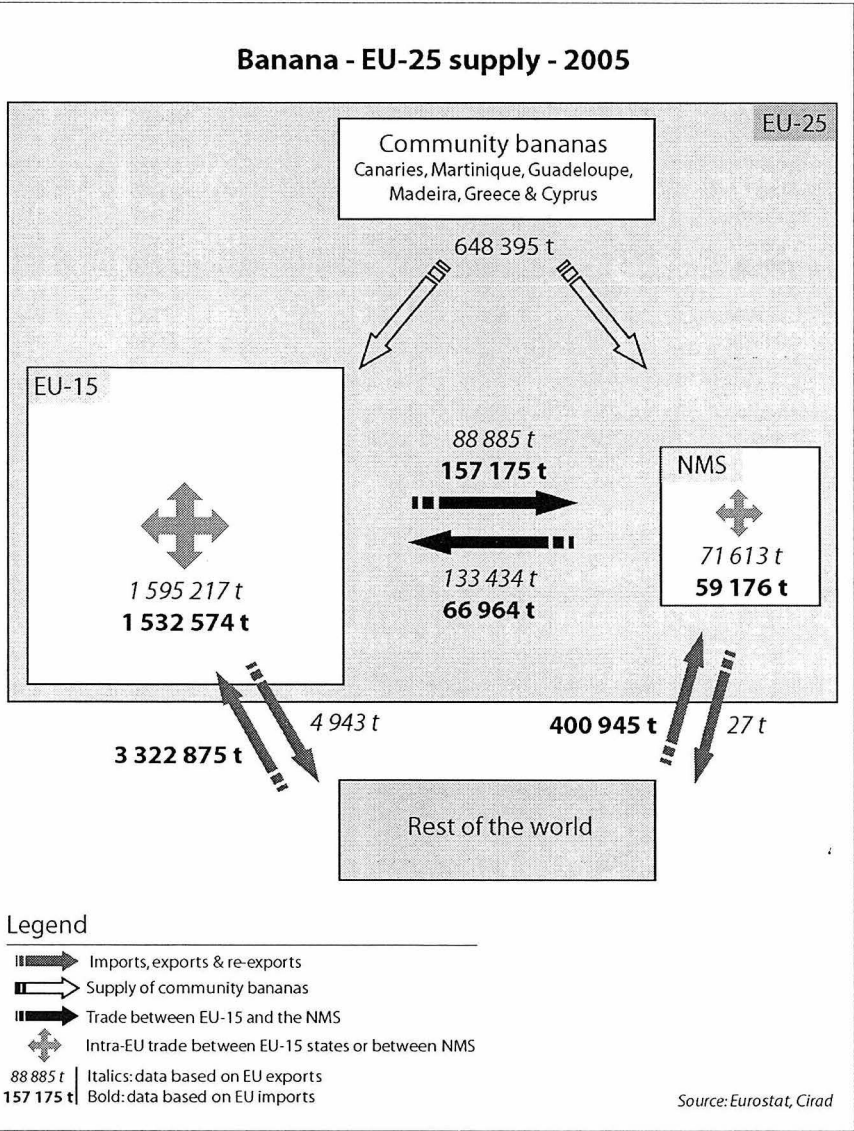 Banana - EU-25 supply - 2005
EU-25
Community bananas
Canaries, Martinique, Guadeloupe,
Madeira, Greece & Cyprus
648 395 t
EU-15
88 885 t
157 175 t
NMS
133 434 t
66 964 t
71 613 t
59 176 t
1 595 217 t
1 532 574 t
4 943 t
3 322 875 t
400 945 t
27 t
Rest of the world
Legend
Imports, exports & re-exports
Supply of community bananas
Trade between EU-15 and the NMS
Intra-EU trade between EU-15 states or between NMS
88 885 t Italics: data based on EU exports
157 175 t Bold: data based on EU imports
Source: Eurostat, Cirad